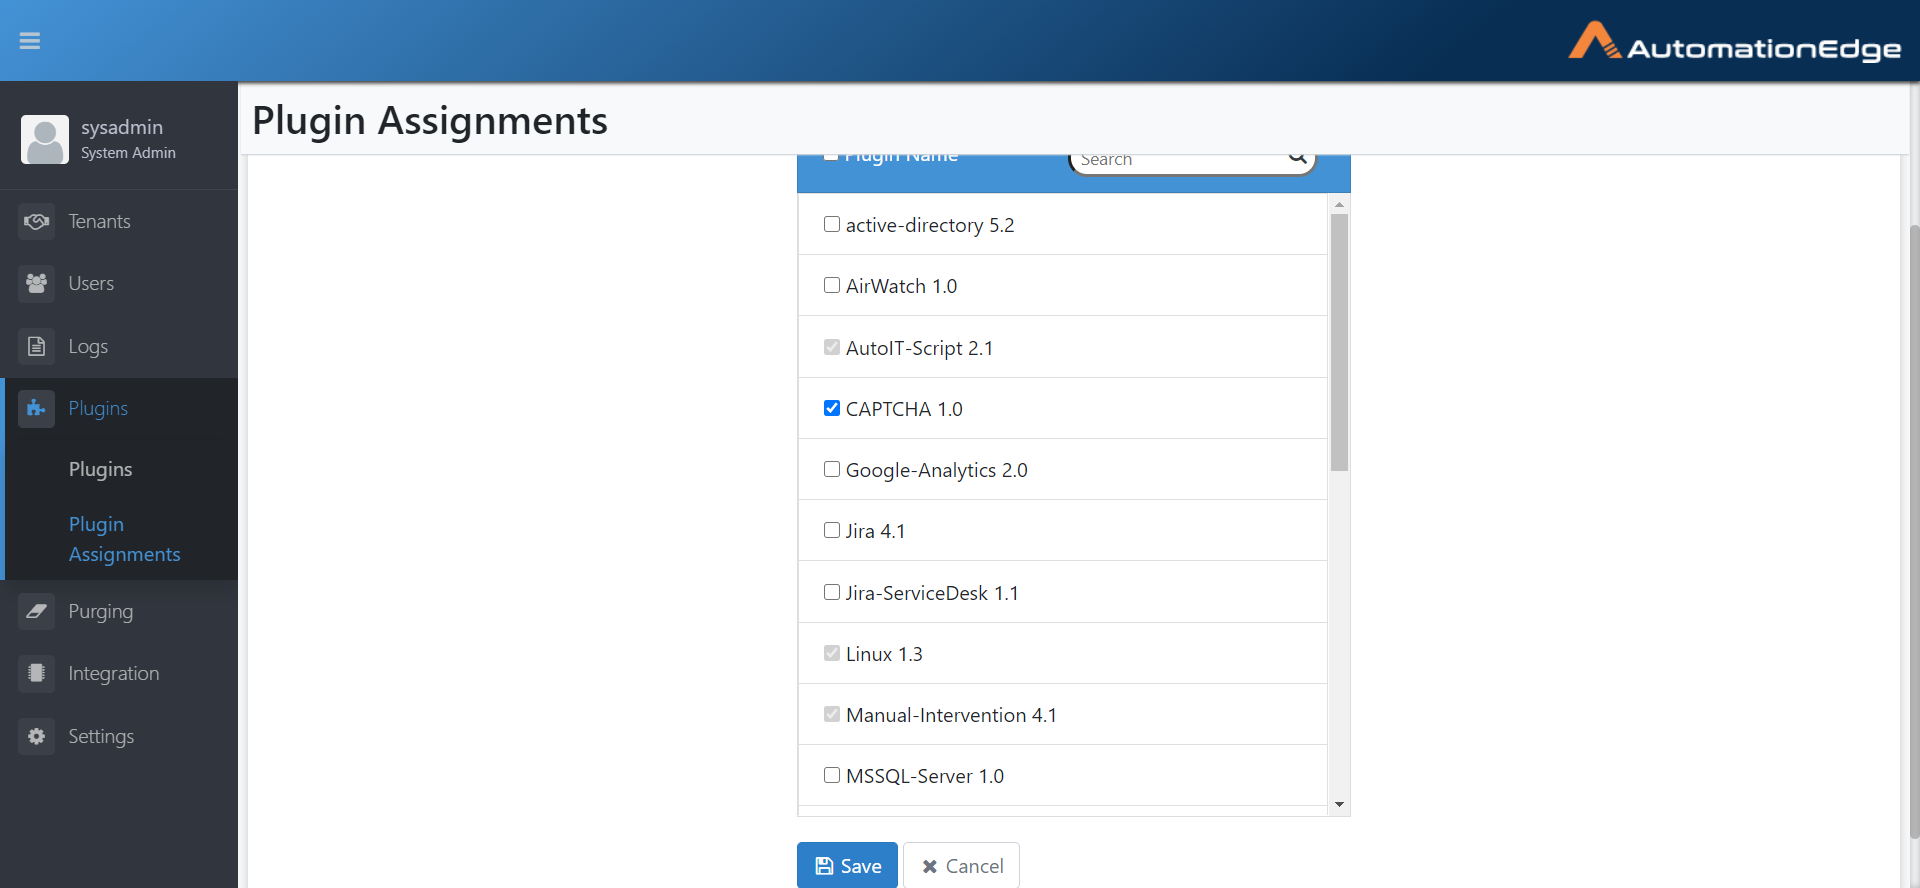 AutomationEdge
sysadmin
System Admin
Tenants
Users
Logs
Plugins
Plugins
Plugin
Assignments
Purging
Integration
Settings
Plugin Assignments
Plugin Name
Search
active-directory 5.2
AirWatch 1.0
AutoIT-Script 2.1
CAPTCHA 1.0
Google-Analytics 2.0
Jira 4.1
Jira-ServiceDesk 1.1
Linux 1.3
Manual-Intervention 4.1
MSSQL-Server 1.0
Save
Cancel